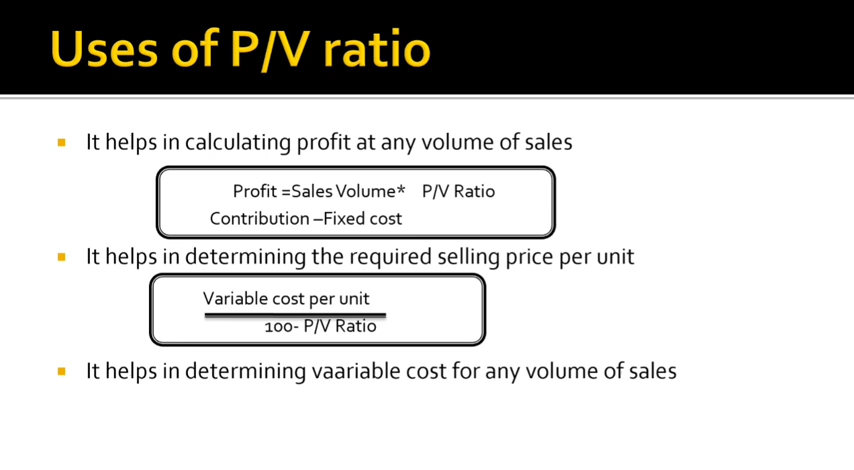 Uses of P/V ratio
It helps in calculating profit at any volume of sales
Profit =Sales Volume* P/V Ratio
Contribution –Fixed cost
It helps in determining the required selling price per unit
Variable cost per unit
100- P/V Ratio
It helps in determining vaariable cost for any volume of sales